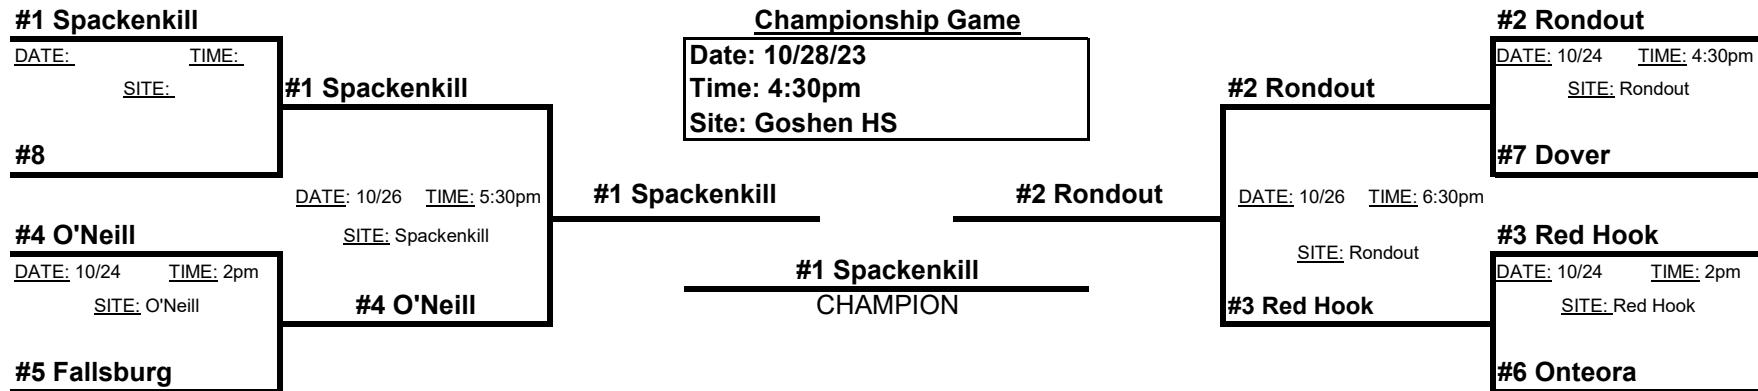 #1 Spackenkill
DATE: TIME:
SITE:
#8
#1 Spackenkill
#4 O'Neill
DATE: 10/24 TIME: 2pm
SITE: O'Neill
#5 Fallsburg
DATE: 10/26 TIME: 5:30pm
SITE: Spackenkill
#4 O'Neill
#1 Spackenkill
Championship Game
Date: 10/28/23
Time: 4:30pm
Site: Goshen HS
#1 Spackenkill
CHAMPION
#2 Rondout
#2 Rondout
DATE: 10/26 TIME: 6:30pm
SITE: Rondout
#3 Red Hook
#2 Rondout
DATE: 10/24 TIME: 4:30pm
SITE: Rondout
#7 Dover
#3 Red Hook
DATE: 10/24 TIME: 2pm
SITE: Red Hook
#6 Onteora